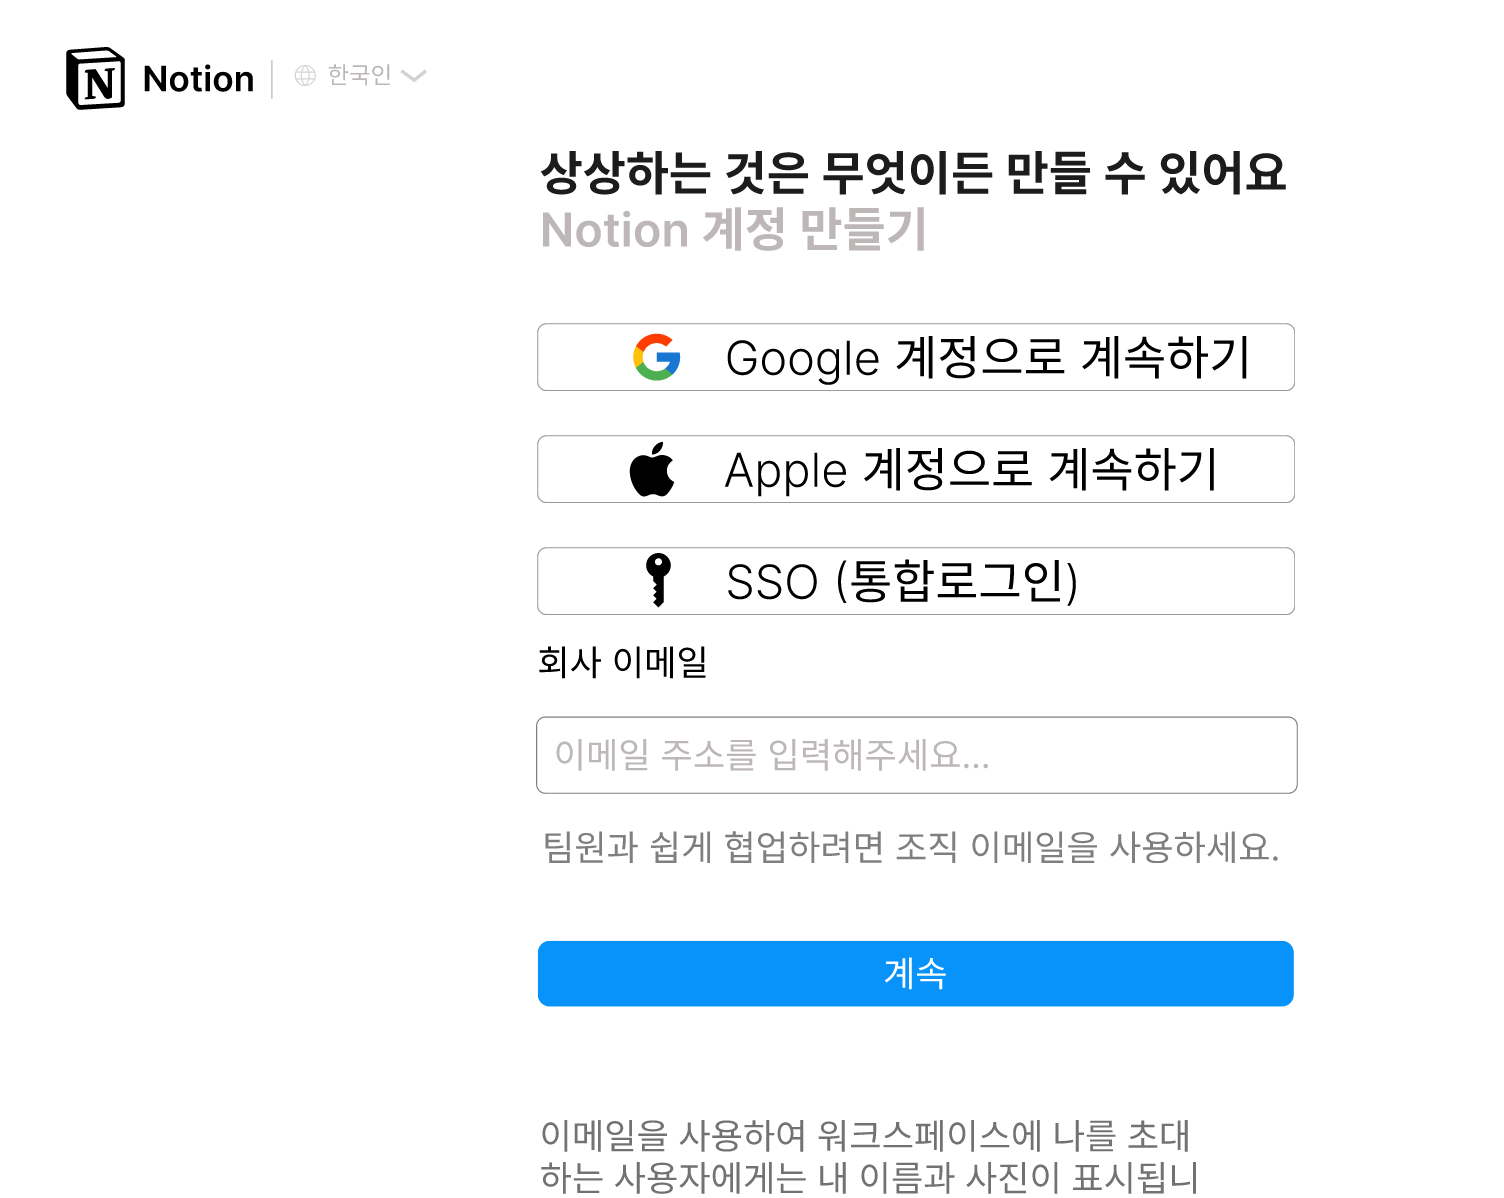 Notion
한국인
상상하는 것은 무엇이든 만들 수 있어요
Notion 계정 만들기
Google 계정으로 계속하기
Apple 계정으로 계속하기
SSO (통합로그인)
회사 이메일
이메일 주소를 입력해주세요...
팀원과 쉽게 협업하려면 조직 이메일을 사용하세요.
계속
이메일을 사용하여 워크스페이스에 나를 초대
하는 사용자에게는 내 이름과 사진이 표시됩니